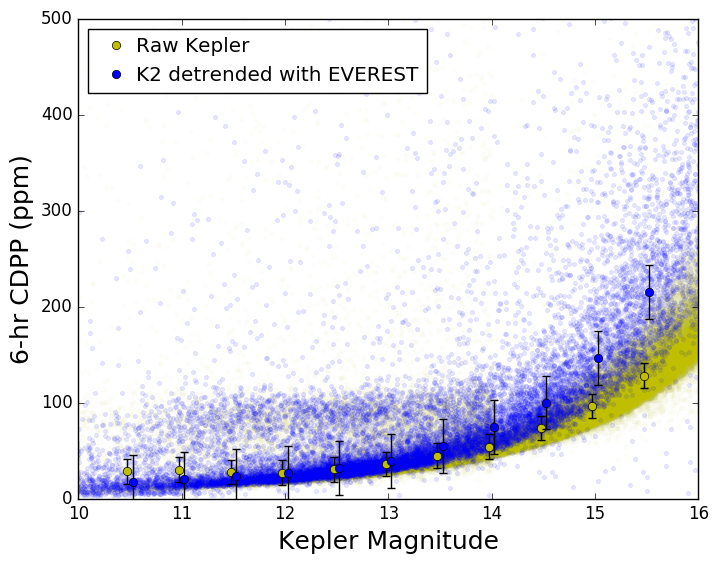 500
400
300
200
100
0
6-hr CDPP (ppm)
Raw Kepler
K2 detrended with EVEREST
10 11 12 13 14 15 16
Kepler Magnitude